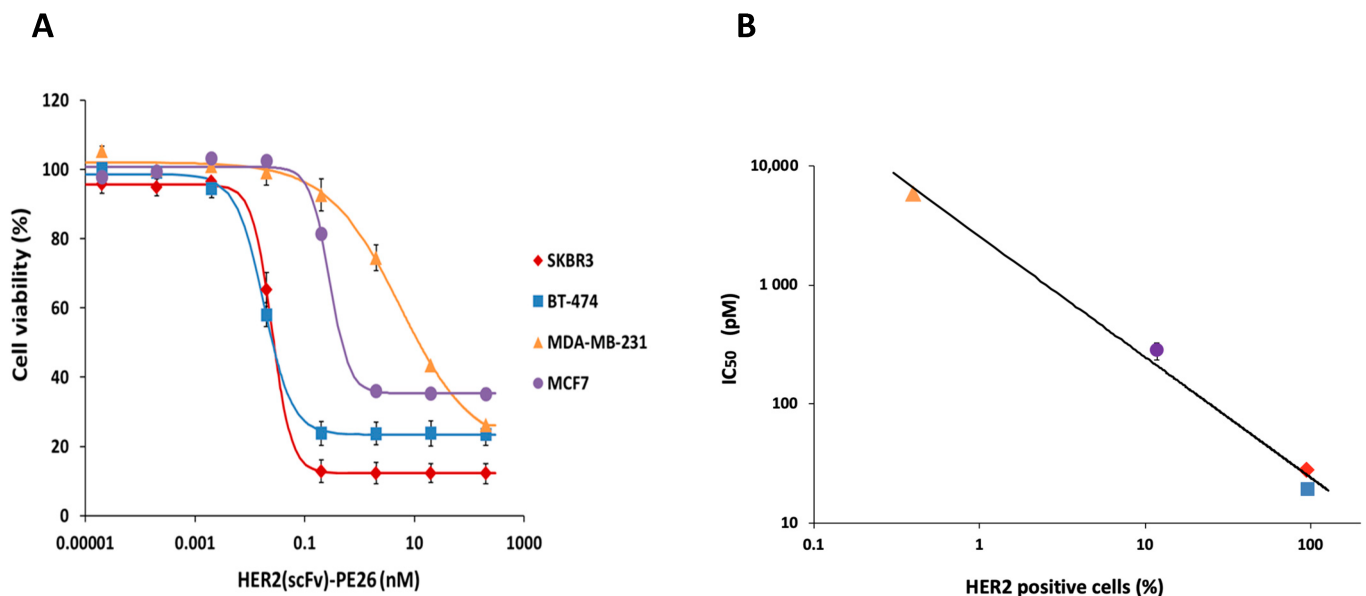 A
B
120
100
80
60
40
20
0
Cell viability (%)
0.00001
0.001
0.1
10
1000
HER2(scFv)-PE26 (nM)
SKBR3
BT-474
MDA-MB-231
MCF7
10,000
1 000
100
10
IC50 (pM)
0.1
1
10
100
HER2 positive cells (%)